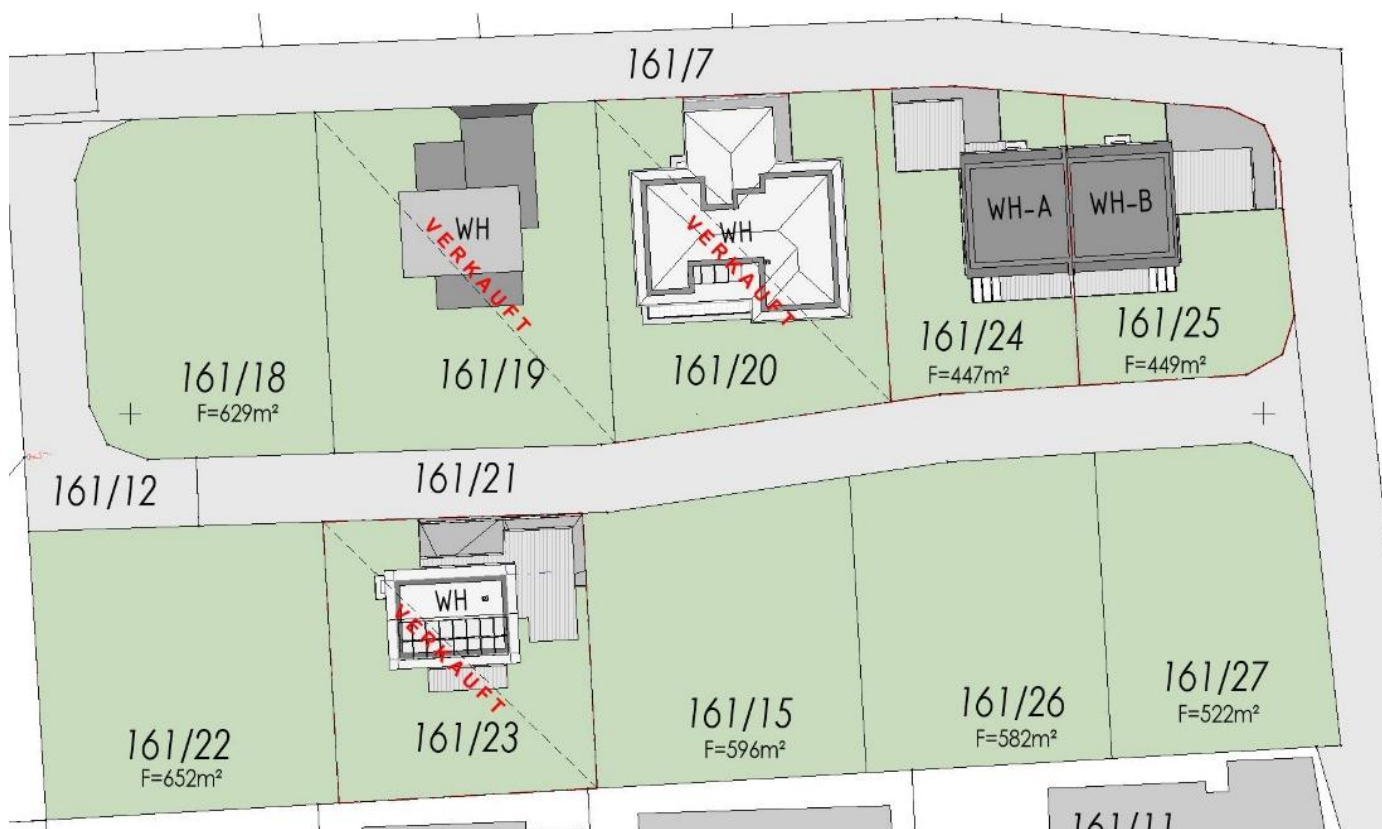 161/7
WH
VERKAUFT
161/19
WH
VERKAUFT
161/20
WH-A
WH-B
161/18
F=629m²
161/24
F=447m²
161/25
F=449m²
161/12
161/21
WH
VERKAUFT
161/23
161/22
F=652m²
161/15
F=596m²
161/26
F=582m²
161/27
F=522m²
161/11